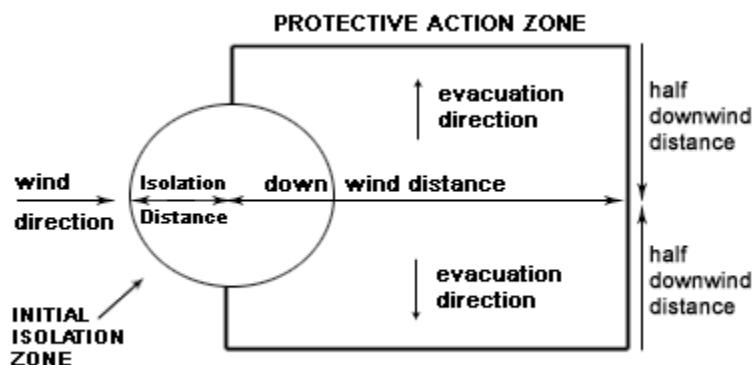 PROTECTIVE ACTION ZONE
evacuation
direction
half
downwind
distance
wind
direction
Isolation
Distance
down wind distance
evacuation
direction
half
downwind
distance
INITIAL
ISOLATION
ZONE